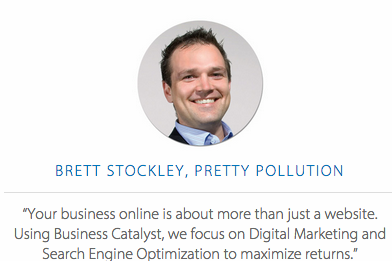 BRETT STOCKLEY, PRETTY POLLUTION
“Your business online is about more than just a website.
Using Business Catalyst, we focus on Digital Marketing and
Search Engine Optimization to maximize returns.”